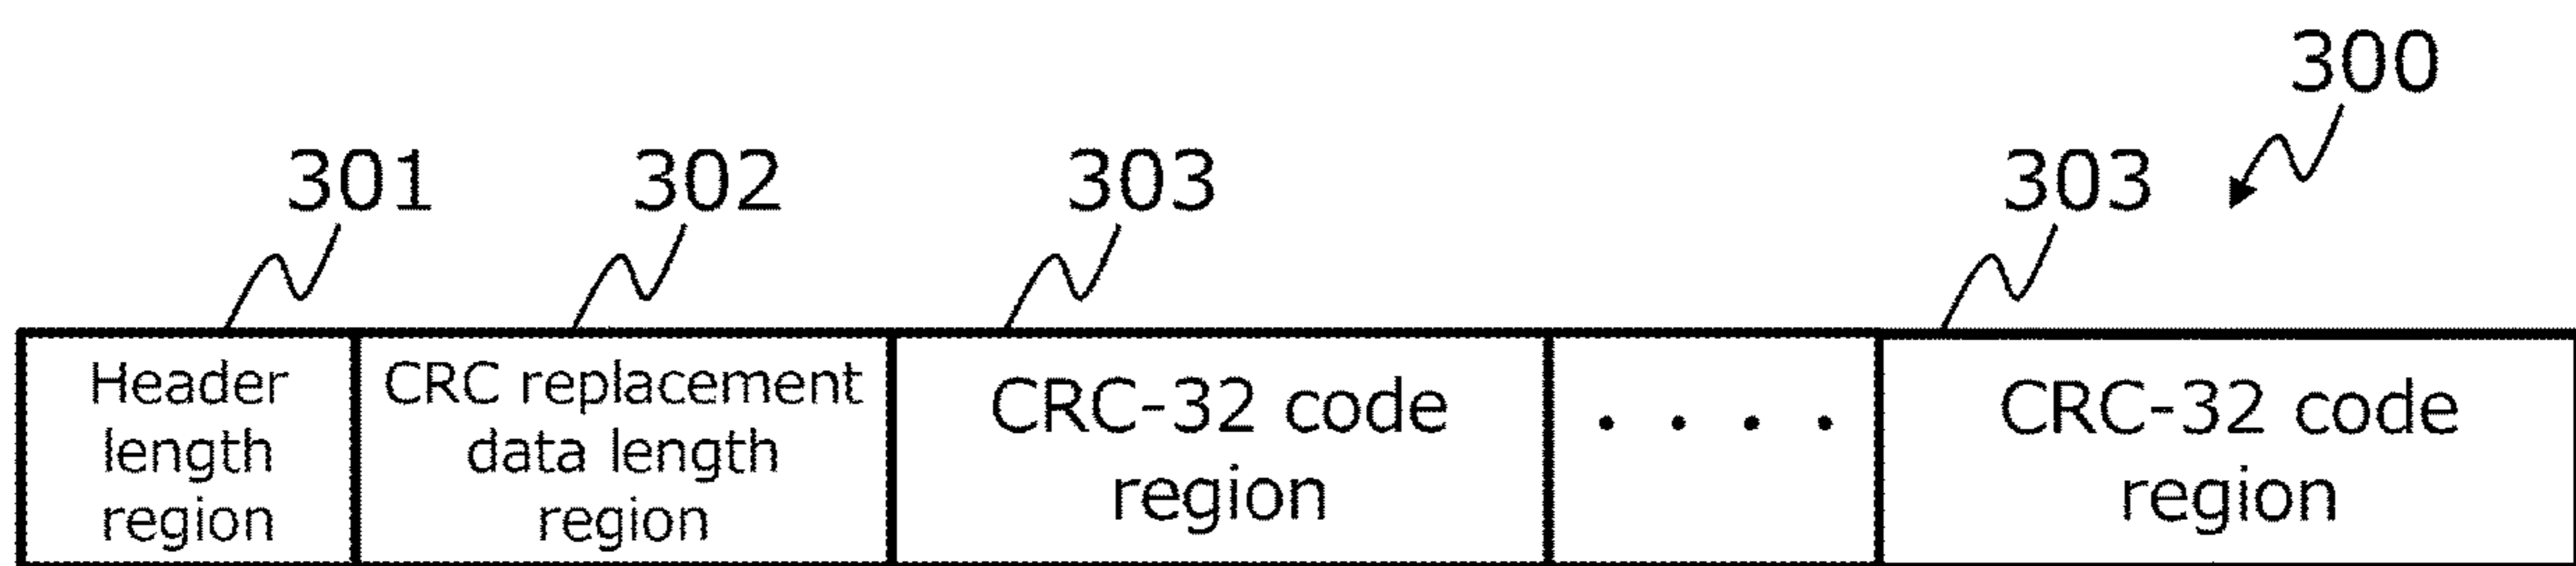 300
301
302
303
303
Header
length
region
CRC replacement
data length
region
CRC-32 code
region
. . . .
CRC-32 code
region